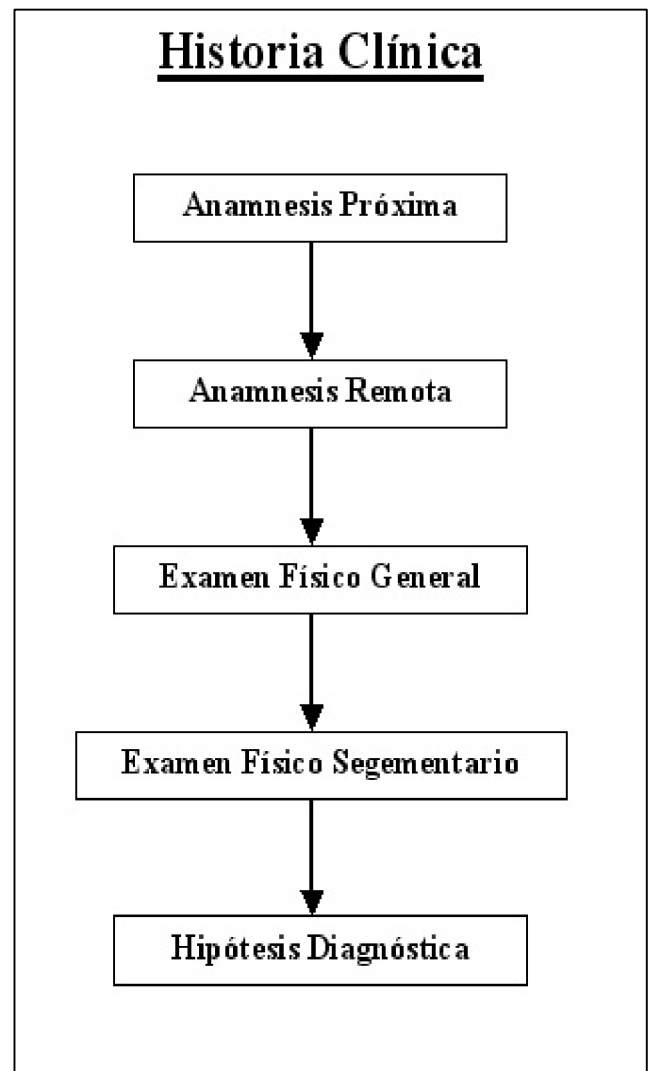 Historia Clínica
Anamnesis Próxima
Anamnesis Remota
Examen Físico General
Examen Físico Segementario
Hipótesis Diagnóstica